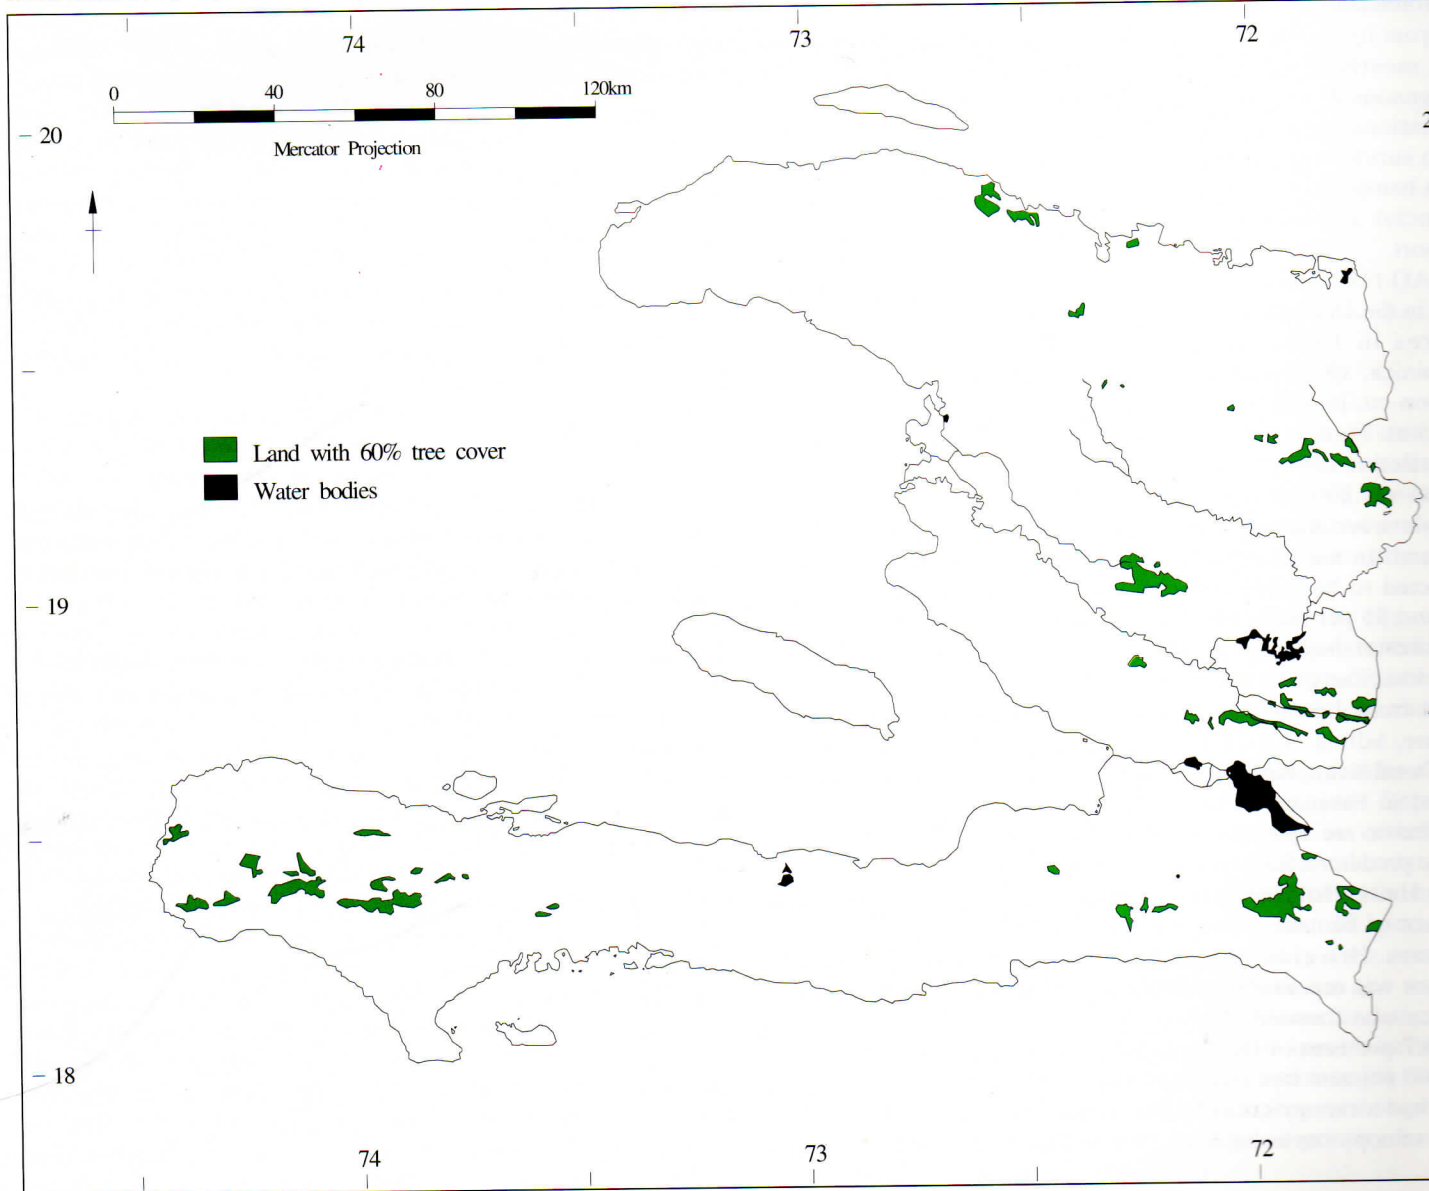 74 73 72
0 40 80 120km
20
Mercator Projection
Land with 60% tree cover
Water bodies
19
18
74 73 72